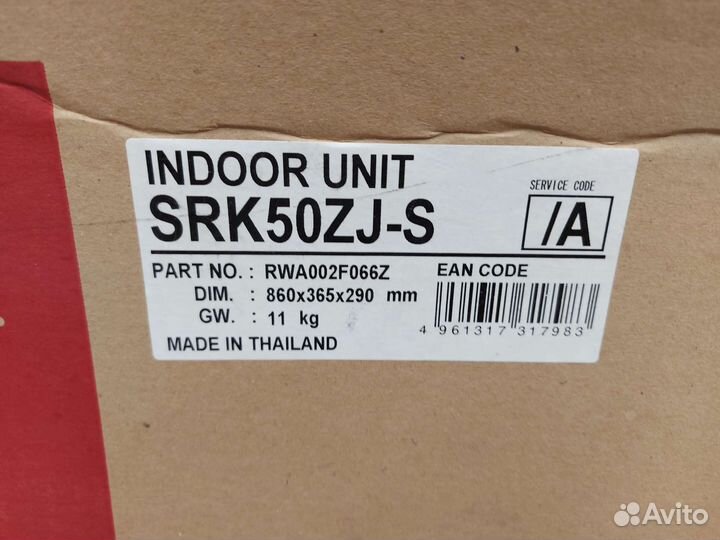 INDOOR UNIT
SERVICE CODE
SRK50ZJ-S
/A
PART NO. : RWA002F066Z
EAN CODE
DIM. : 860x365x290 mm
GW. : 11 kg
4 961317 317983
MADE IN THAILAND
Avito